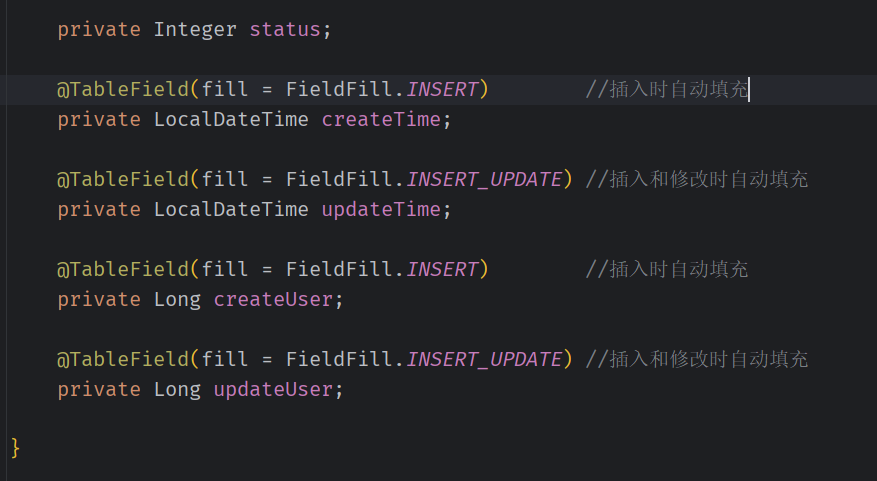 private Integer status;
@TableField(fill = FieldFill.INSERT)        //插入时自动填充
private LocalDateTime createTime;
@TableField(fill = FieldFill.INSERT_UPDATE) //插入和修改时自动填充
private LocalDateTime updateTime;
@TableField(fill = FieldFill.INSERT)        //插入时自动填充
private Long createUser;
@TableField(fill = FieldFill.INSERT_UPDATE) //插入和修改时自动填充
private Long updateUser;
}